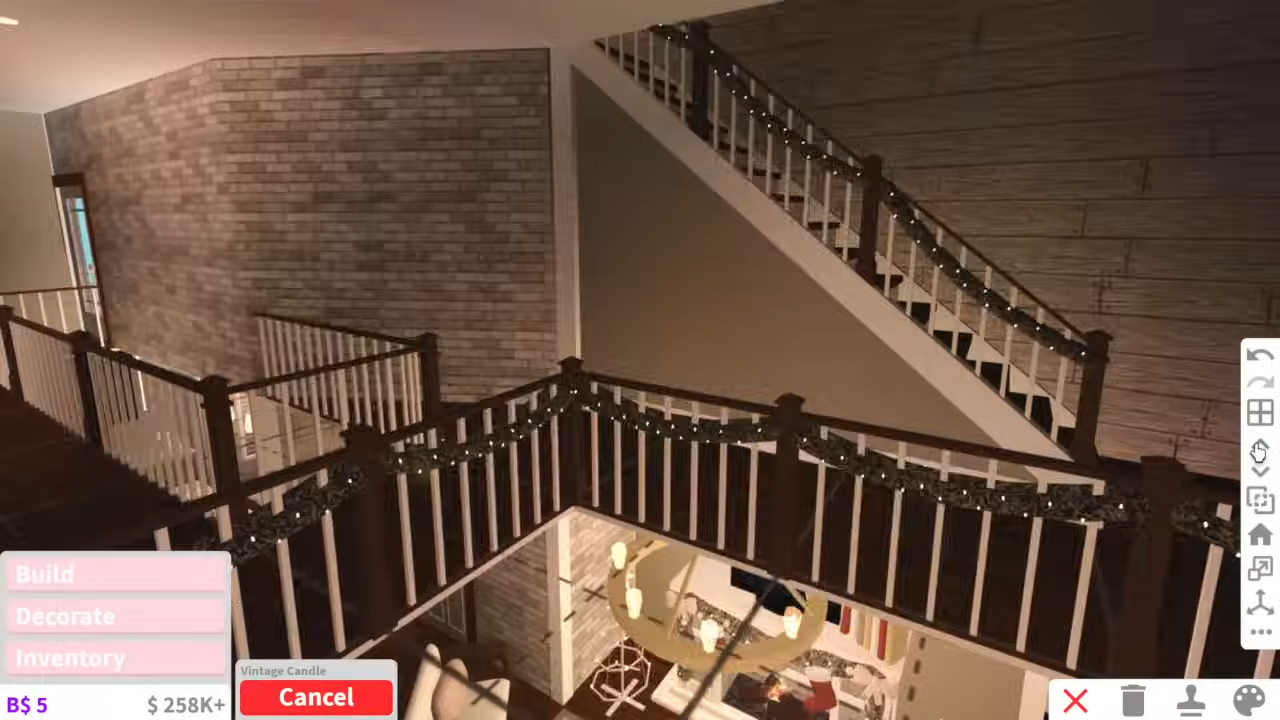 Build
Decorate
Inventory
B$ 5
$ 258K+
Vintage Candle
Cancel